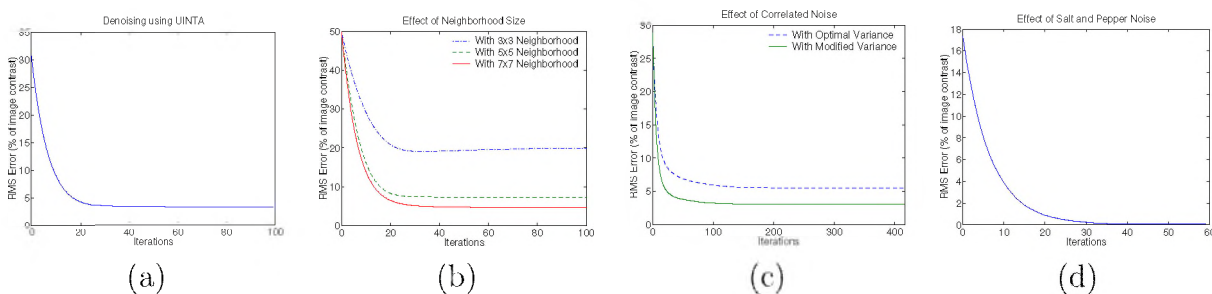 Denoising using UINTA
RMS Error (% of image contrast)
35
30
25
20
15
10
5
0
0 20 40 60 80 100
Iterations
(a)
Effect of Neighborhood Size
RMS Error (% of image contrast)
50
40
30
20
10
0
With 3x3 Neighborhood
With 5x5 Neighborhood
With 7x7 Neighborhood
0 20 40 60 80 100
Iterations
(b)
Effect of Correlated Noise
RMS Error (% of image contrast)
30
25
20
15
10
5
0
With Optimal Variance
With Modified Variance
0 100 200 300 400
Iterations
(c)
Effect of Salt and Pepper Noise
RMS Error (% of image contrast)
18
16
14
12
10
8
6
4
2
0
0 10 20 30 40 50 60
Iterations
(d)